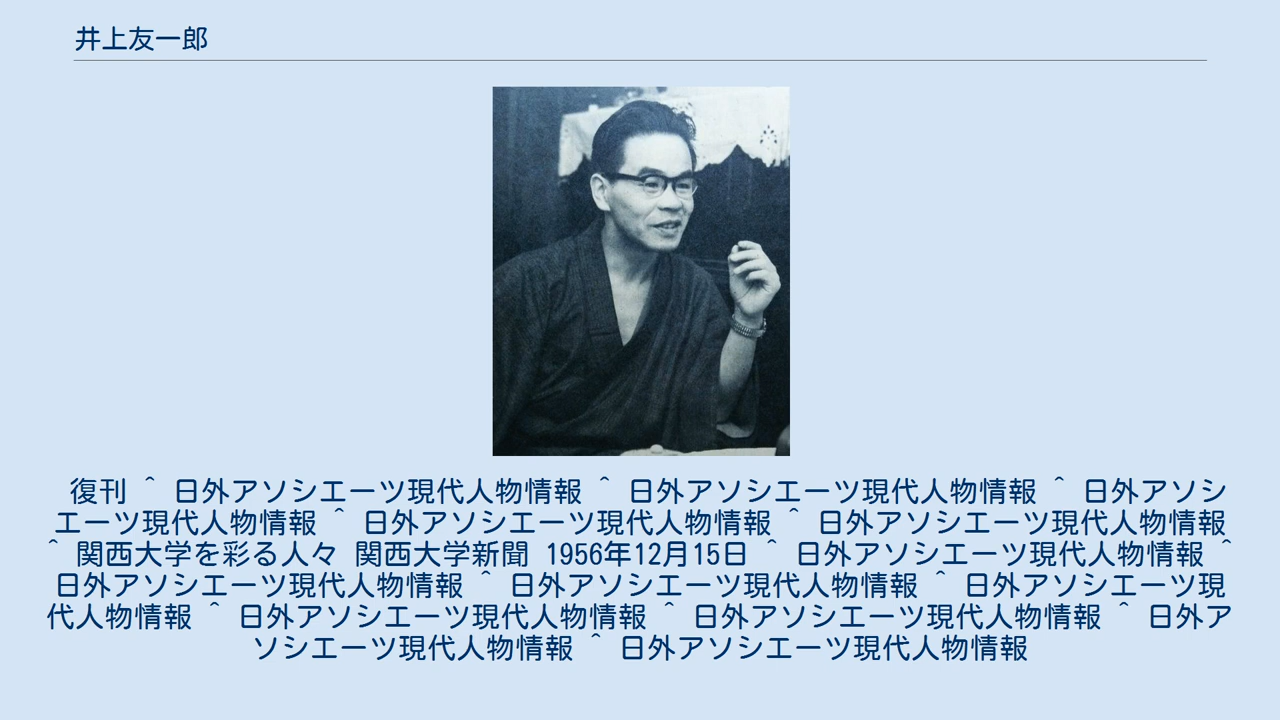 井上友一郎
復刊 ^ 日外アソシエーツ現代人物情報 ^ 日外アソシエーツ現代人物情報 ^ 日外アソシ
エーツ現代人物情報 ^ 日外アソシエーツ現代人物情報 ^ 日外アソシエーツ現代人物情報
^ 関西大学を彩る人々 関西大学新聞 1956年12月15日 ^ 日外アソシエーツ現代人物情報 ^
日外アソシエーツ現代人物情報 ^ 日外アソシエーツ現代人物情報 ^ 日外アソシエーツ現
代人物情報 ^ 日外アソシエーツ現代人物情報 ^ 日外アソシエーツ現代人物情報 ^ 日外ア
ソシエーツ現代人物情報 ^ 日外アソシエーツ現代人物情報